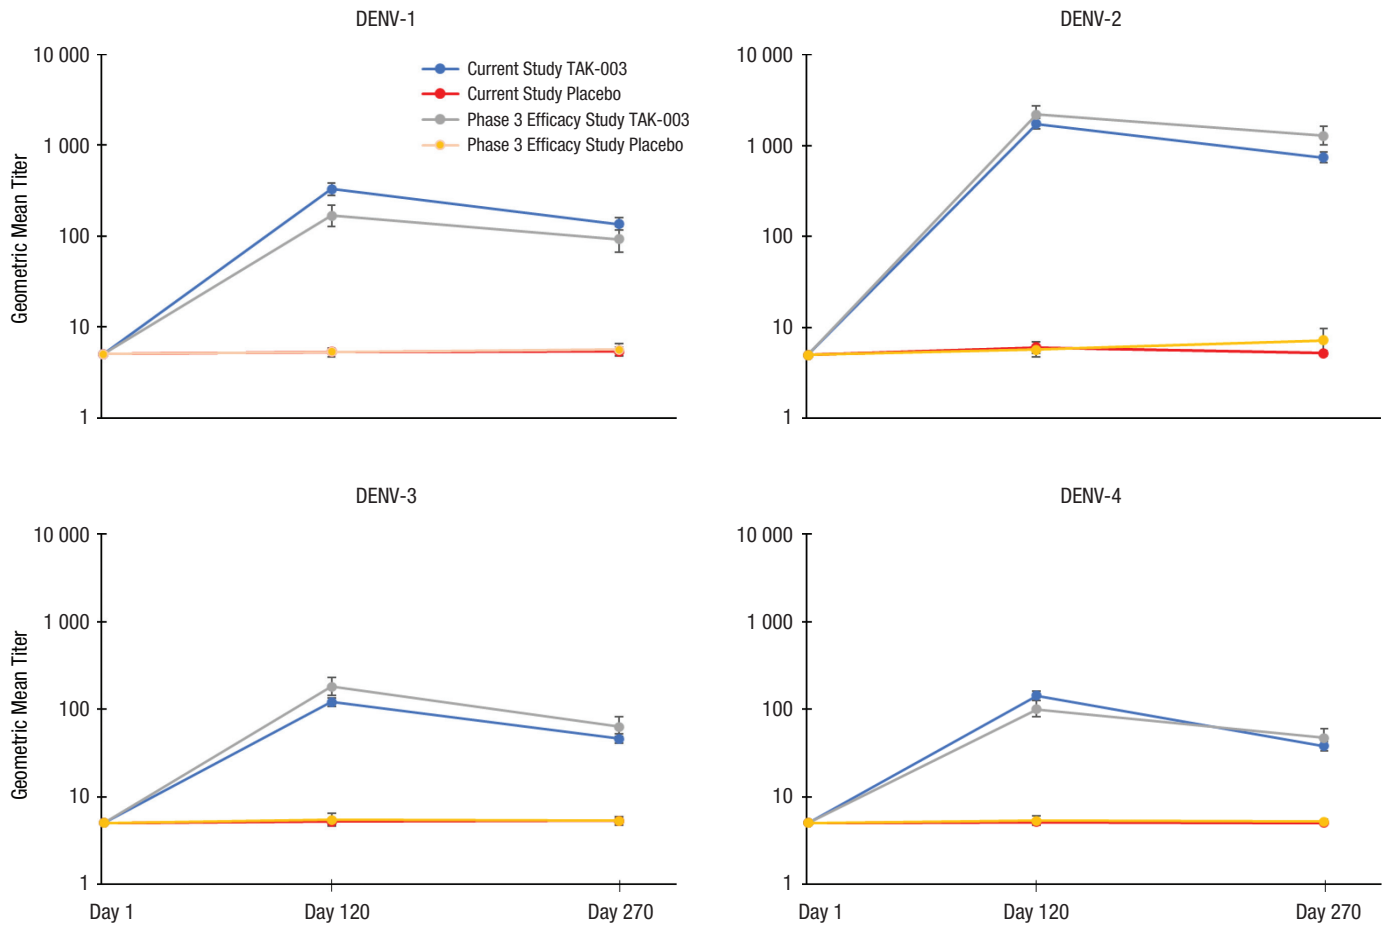 DENV-1
10 000
1 000
100
10
1
Geometric Mean Titer
Current Study TAK-003
Current Study Placebo
Phase 3 Efficacy Study TAK-003
Phase 3 Efficacy Study Placebo
DENV-2
10 000
1 000
100
10
1
DENV-3
10 000
1 000
100
10
1
Geometric Mean Titer
Day 1
Day 120
Day 270
DENV-4
10 000
1 000
100
10
1
Day 1
Day 120
Day 270